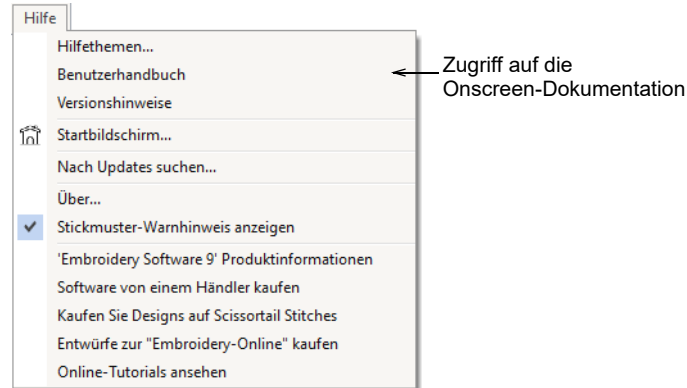 Hilfe
Hilfethemen...
Benutzerhandbuch
Zugriff auf die
Onscreen-Dokumentation
Versionshinweise
Startbildschirm...
Nach Updates suchen...
Über...
Stickmuster-Warnhinweis anzeigen
'Embroidery Software 9' Produktinformationen
Software von einem Händler kaufen
Kaufen Sie Designs auf Scissortail Stitches
Entwürfe zur "Embroidery-Online" kaufen
Online-Tutorials ansehen